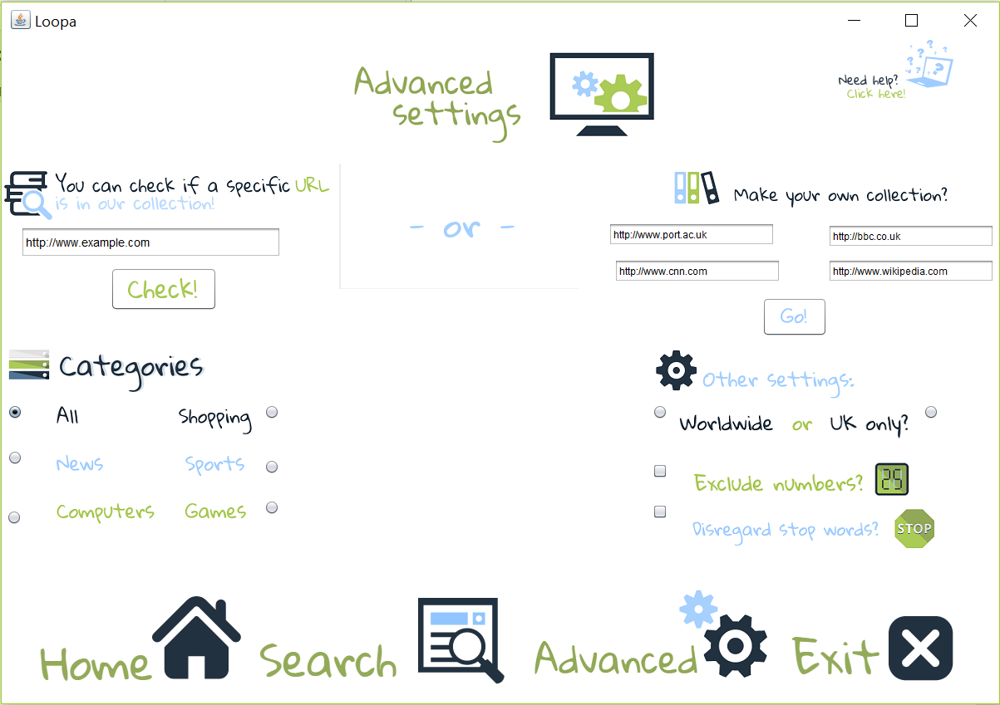 Loopa
Advanced
settings
Need help?
Click here!
You can check if a specific URL
is in our collection!
- or -
Make your own collection?
http://www.example.com
http://www.port.ac.uk
http://bbc.co.uk
http://www.cnn.com
http://www.wikipedia.com
Check!
Go!
Categories
All
Shopping
News
Sports
Computers
Games
Other settings:
Worldwide or UK only?
Exclude numbers?
25
Disregard stop words?
STOP
Home
Search
Advanced
Exit